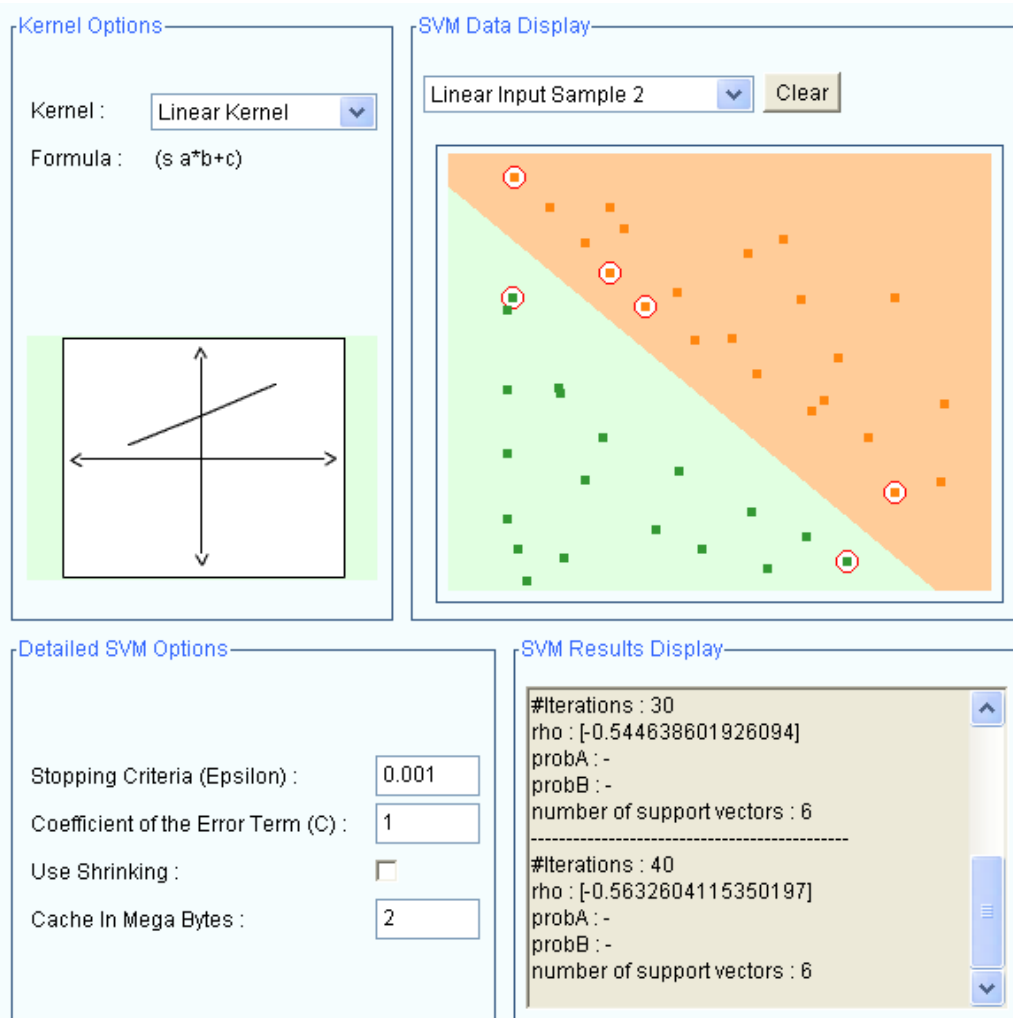 Kernel Options
Kernel :
Linear Kernel
Formula :
(s a*b+c)
SVM Data Display
Linear Input Sample 2
Clear
Detailed SVM Options
Stopping Criteria (Epsilon) :
0.001
Coefficient of the Error Term (C) :
1
Use Shrinking :
Cache In Mega Bytes :
2
SVM Results Display
#Iterations : 30
rho : [-0.544638601926094]
probA : -
probB : -
number of support vectors : 6
--------------------------------------------
#Iterations : 40
rho : [-0.5632604115350197]
probA : -
probB : -
number of support vectors : 6